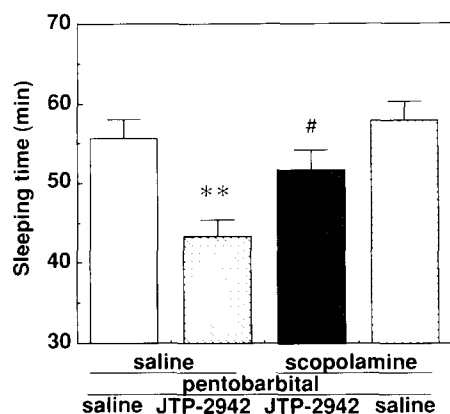 Sleeping time (min)
70
60
50
40
30
**
#
saline scopolamine
pentobarbital
saline JTP-2942 JTP-2942 saline